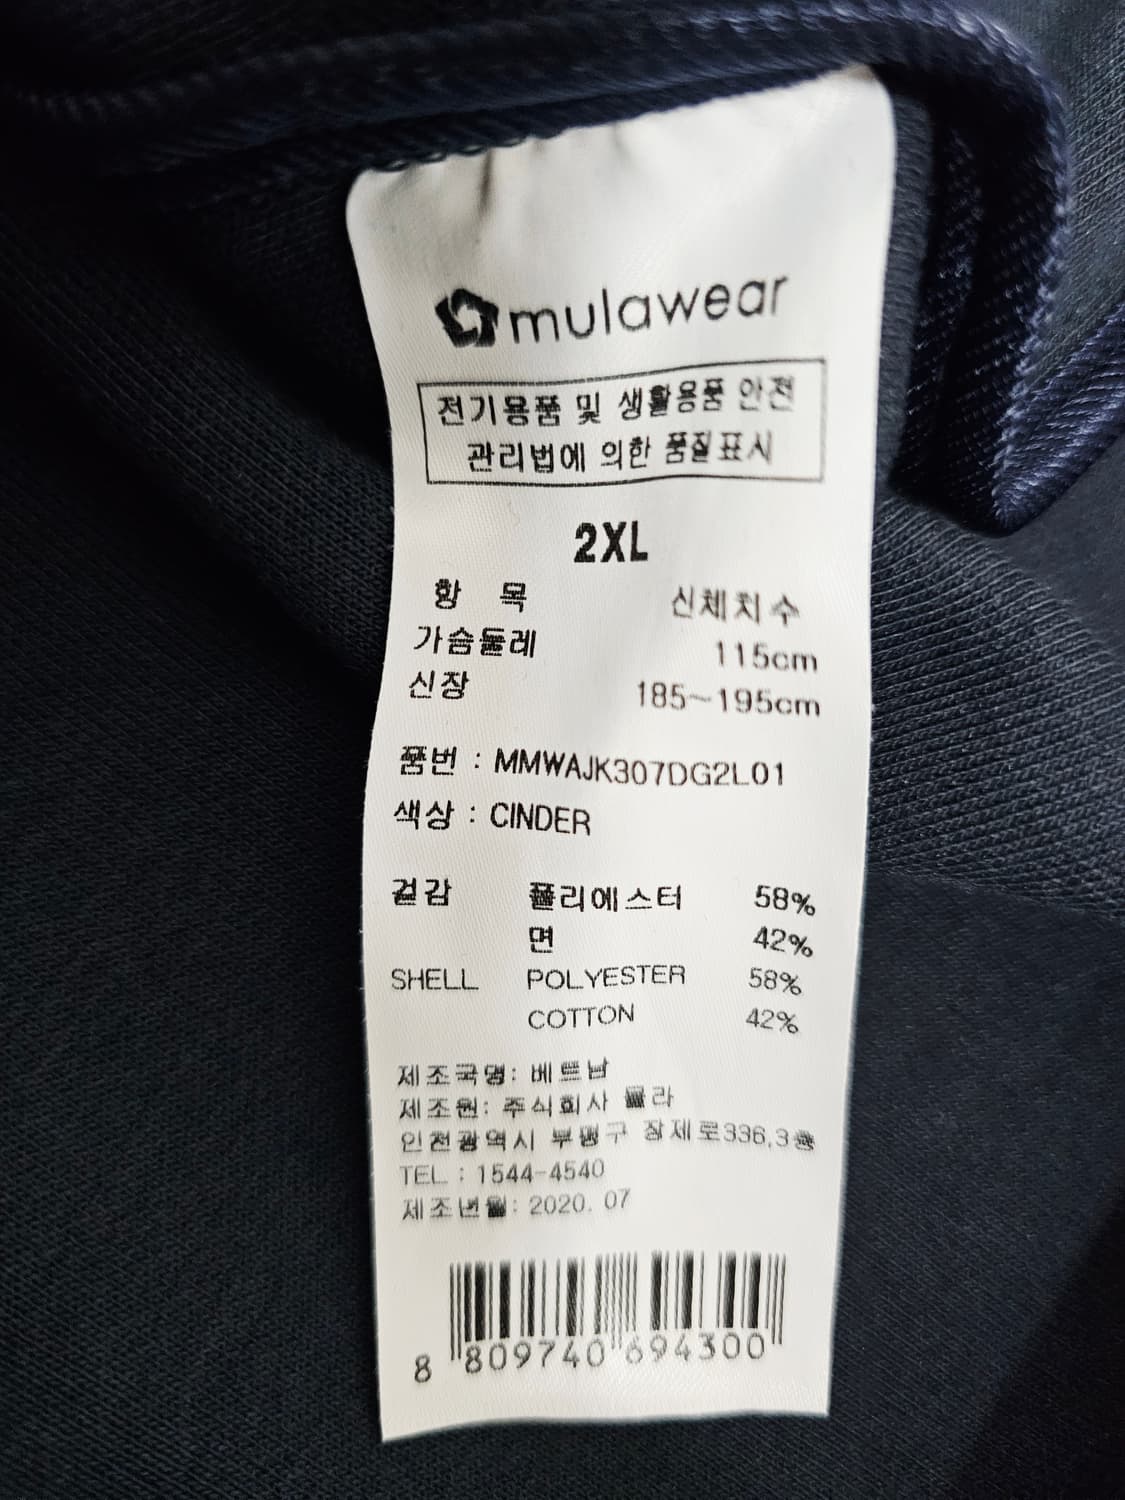 mulawear
전기용품 및 생활용품 안전
관리법에 의한 품질표시
2XL
항 목 신체치수
가슴둘레 115cm
신장 185~195cm
품번 : MMWAJK307DG2L01
색상 : CINDER
겉감 폴리에스터 58%
면 42%
SHELL POLYESTER 58%
COTTON 42%
제조국명: 베트남
제조원: 주식회사 뮬라
인천광역시 부평구 장제로336,3층
TEL : 1544-4540
제조년월: 2020. 07
8 809740 694300